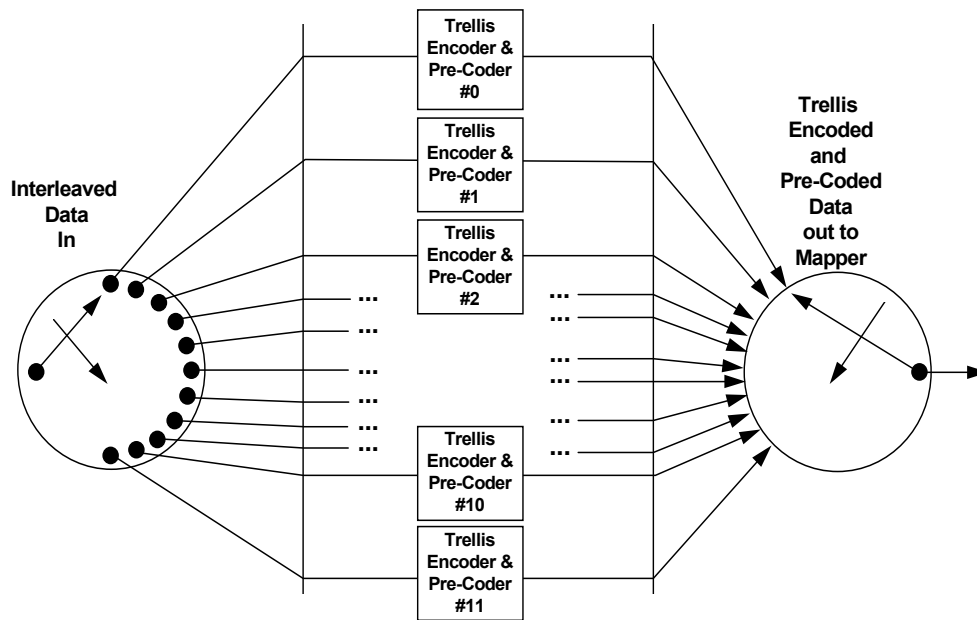 Interleaved
Data
In
Trellis
Encoder &
Pre-Coder
#0
Trellis
Encoder &
Pre-Coder
#1
Trellis
Encoder &
Pre-Coder
#2
...
...
...
...
...
...
...
...
...
...
...
...
Trellis
Encoder &
Pre-Coder
#10
Trellis
Encoder &
Pre-Coder
#11
Trellis
Encoded
and
Pre-Coded
Data
out to
Mapper